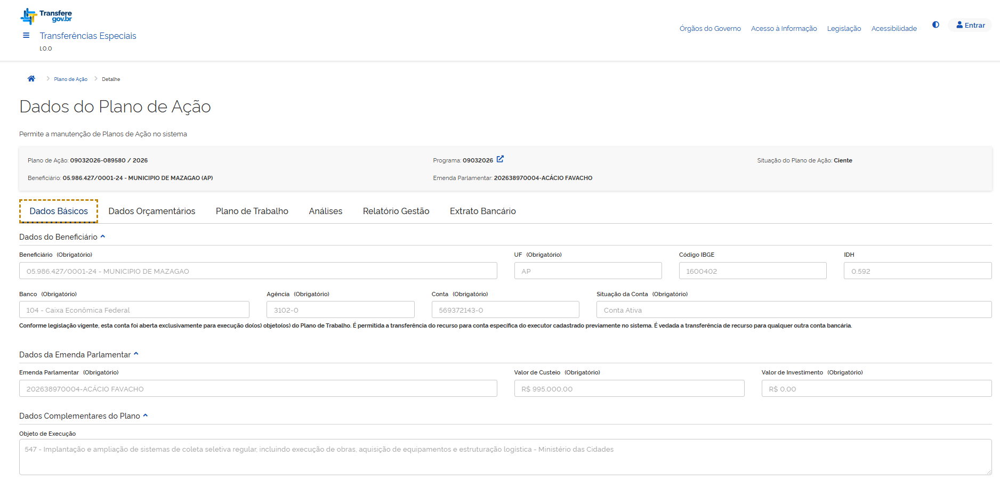 Transfere
gov.br
Transferências Especiais
1.0.0
Órgãos do Governo Acesso à Informação Legislação Acessibilidade Entrar
Plano de Ação Detalhe
Dados do Plano de Ação
Permite a manutenção de Planos de Ação no sistema
Plano de Ação: 09032026-089580 / 2026 Programa: 09032026 Situação do Plano de Ação: Ciente
Beneficiário: 05.986.427/0001-24 - MUNICIPIO DE MAZAGAO (AP) Emenda Parlamentar: 202638970004-ACÁCIO FAVACHO
Dados Básicos Dados Orçamentários Plano de Trabalho Análises Relatório Gestão Extrato Bancário
Dados do Beneficiário
Beneficiário (Obrigatório) UF (Obrigatório) Código IBGE IDH
05.986.427/0001-24 - MUNICIPIO DE MAZAGAO AP 1600402 0.592
Banco (Obrigatório) Agência (Obrigatório) Conta (Obrigatório) Situação da Conta (Obrigatório)
104 - Caixa Econômica Federal 3102-0 569372143-0 Conta Ativa
Conforme legislação vigente, esta conta foi aberta exclusivamente para execução do(os) objeto(os) do Plano de Trabalho. É permitida a transferência do recurso para conta específica do executor cadastrado previamente no sistema. É vedada a transferência de recurso para qualquer outra conta bancária.
Dados da Emenda Parlamentar
Emenda Parlamentar (Obrigatório) Valor de Custeio (Obrigatório) Valor de Investimento (Obrigatório)
202638970004-ACÁCIO FAVACHO R$ 995.000,00 R$ 0,00
Dados Complementares do Plano
Objeto de Execução
547 - Implantação e ampliação de sistemas de coleta seletiva regular, incluindo execução de obras, aquisição de equipamentos e estruturação logística - Ministério das Cidades